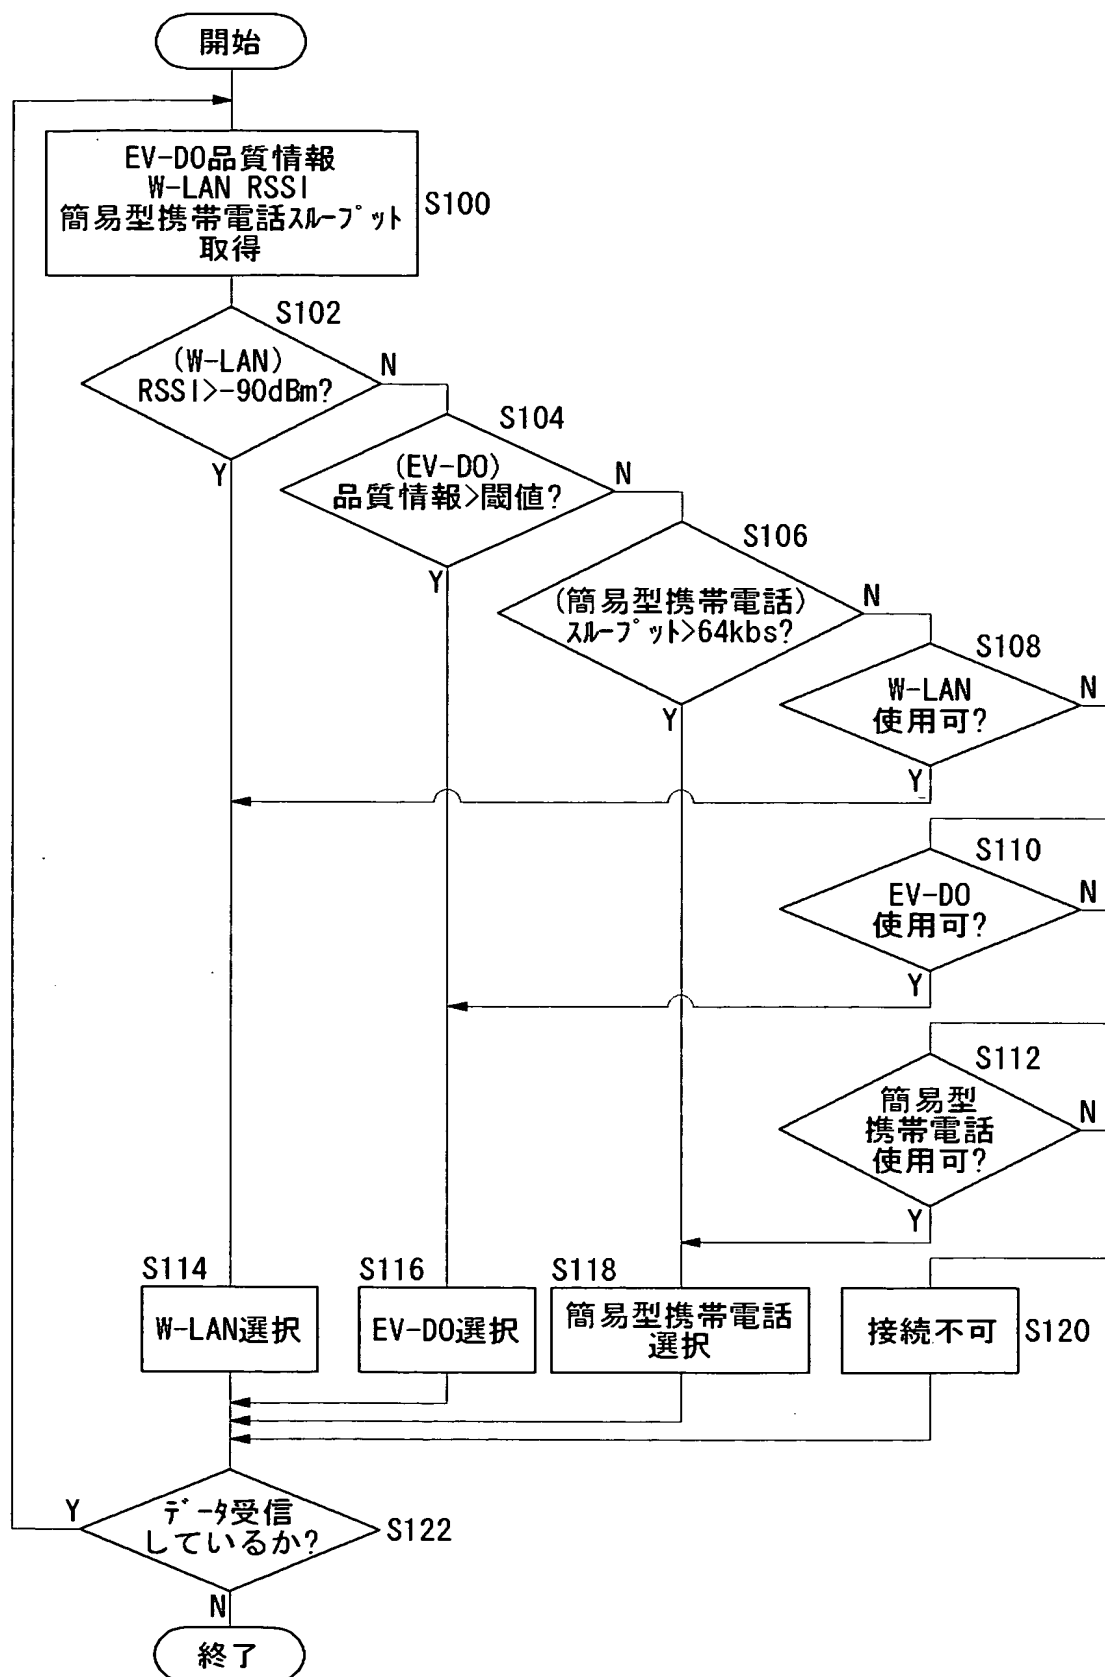 開始
EV-DO品質情報
W-LAN RSSI
簡易型携帯電話ｽﾙｰﾌﾟｯﾄ
取得
S100
S102
(W-LAN)
RSSI>-90dBm?
N
Y
S104
(EV-DO)
品質情報>閾値?
N
Y
S106
(簡易型携帯電話)
ｽﾙｰﾌﾟｯﾄ>64kbs?
N
Y
S108
W-LAN
使用可?
N
Y
S110
EV-DO
使用可?
N
Y
S112
簡易型
携帯電話
使用可?
N
Y
S114
W-LAN選択
S116
EV-DO選択
S118
簡易型携帯電話
選択
接続不可
S120
Y
ﾃﾞｰﾀ受信
しているか?
S122
N
終了